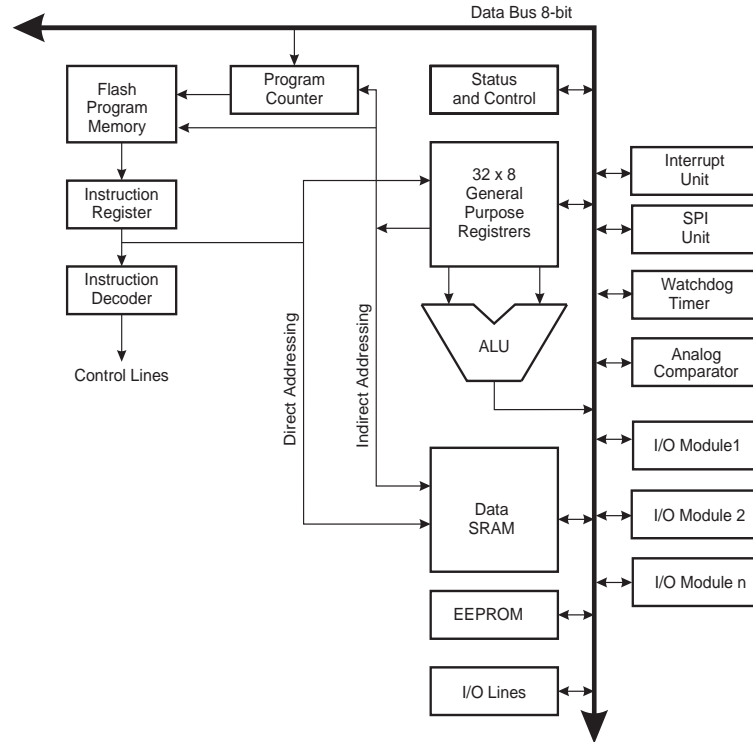 Data Bus 8-bit
Flash
Program
Memory
Program
Counter
Status
and Control
Interrupt
Unit
32 x 8
General
Purpose
Registrers
Instruction
Register
SPI
Unit
Instruction
Decoder
Watchdog
Timer
Control Lines
Direct Addressing
Indirect Addressing
ALU
Analog
Comparator
I/O Module1
Data
SRAM
I/O Module 2
I/O Module n
EEPROM
I/O Lines